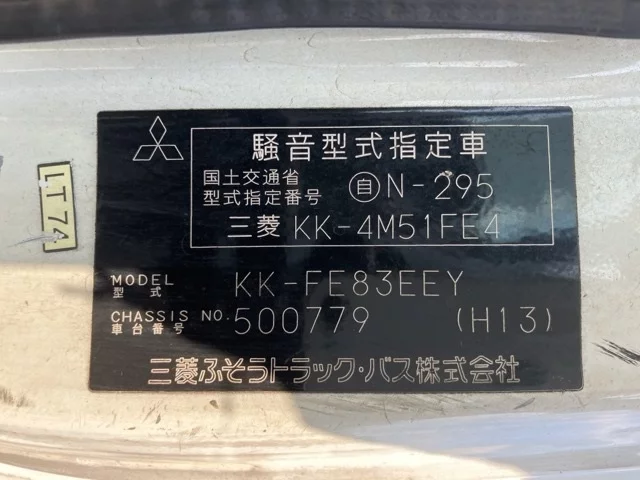 騒音型式指定車
国土交通省
型式指定番号 自N-295
三菱 KK-4M51FE4
MODEL
型式 KK-FE83EEY
CHASSIS NO.
車台番号 500779 (H13)
三菱ふそうトラック・バス株式会社
LT74